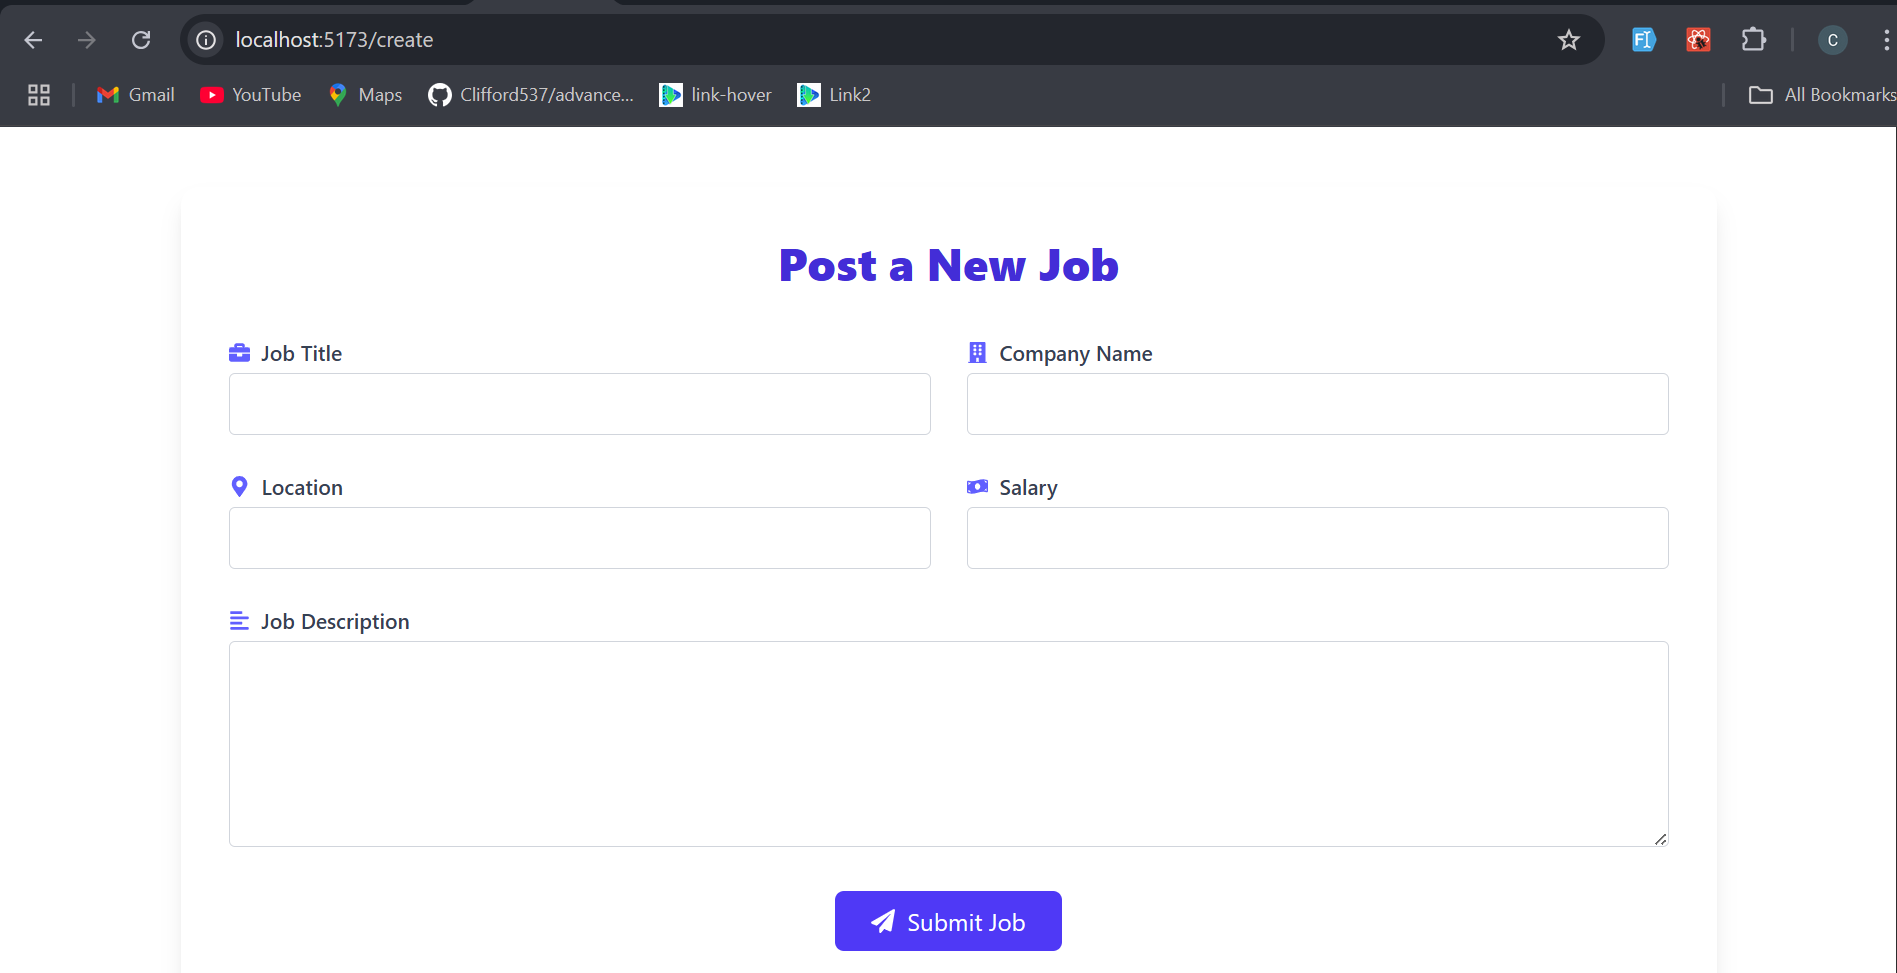 localhost:5173/create
C
Gmail
YouTube
Maps
Clifford537/advance...
link-hover
Link2
All Bookmarks
Post a New Job
Job Title
Company Name
Location
Salary
Job Description
Submit Job